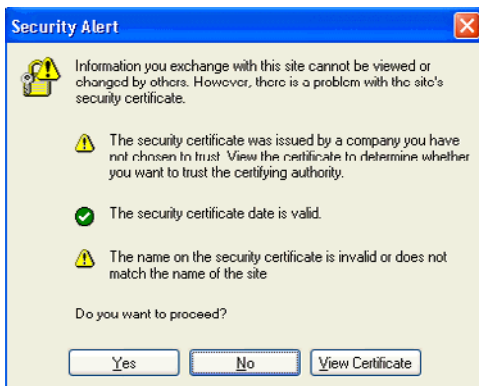 Security Alert
Information you exchange with this site cannot be viewed or
changed by others. However, there is a problem with the site's
security certificate.
The security certificate was issued by a company you have
not chosen to trust. View the certificate to determine whether
you want to trust the certifying authority.
The security certificate date is valid.
The name on the security certificate is invalid or does not
match the name of the site
Do you want to proceed?
Yes
No
View Certificate